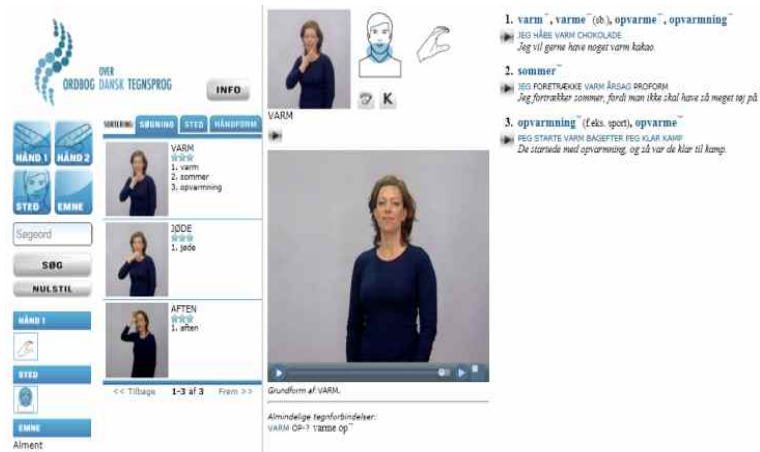 OVER
ORDBOG DANSK TEGNSPROG
INFO
HÅND 1
HÅND 2
STED
EMNE
Søgeord
SØG
NULSTIL
HÅND 1
STED
EMNE
Alment
SORTERING:
SØGNING
STED
HÅNDFORM
VARM
1. varm
2. sommer
3. opvarmning
JØDE
1. jøde
AFTEN
1. aften
<< Tilbage 1-3 af 3 Frem >>
K
VARM
Grundform af VARM.
Almindelige tegnforbindelser:
VARM OP-? varme op
1. varm, varme (sb.), opvarme, opvarmning
JEG HÅBE VARM CHOKOLADE
Jeg vil gerne have noget varm kakao.
2. sommer
JEG FORETRÆKKE VARM ÅRSAG PROFORM
Jeg fortrækker sommer, fordi man ikke skal have så meget tøj på
3. opvarmning (f.eks. sport), opvarme
PEG STARTE VARM BAGEFTER PEG KLAR KAMP
De startede med opvarmning, og så var de klar til kamp.